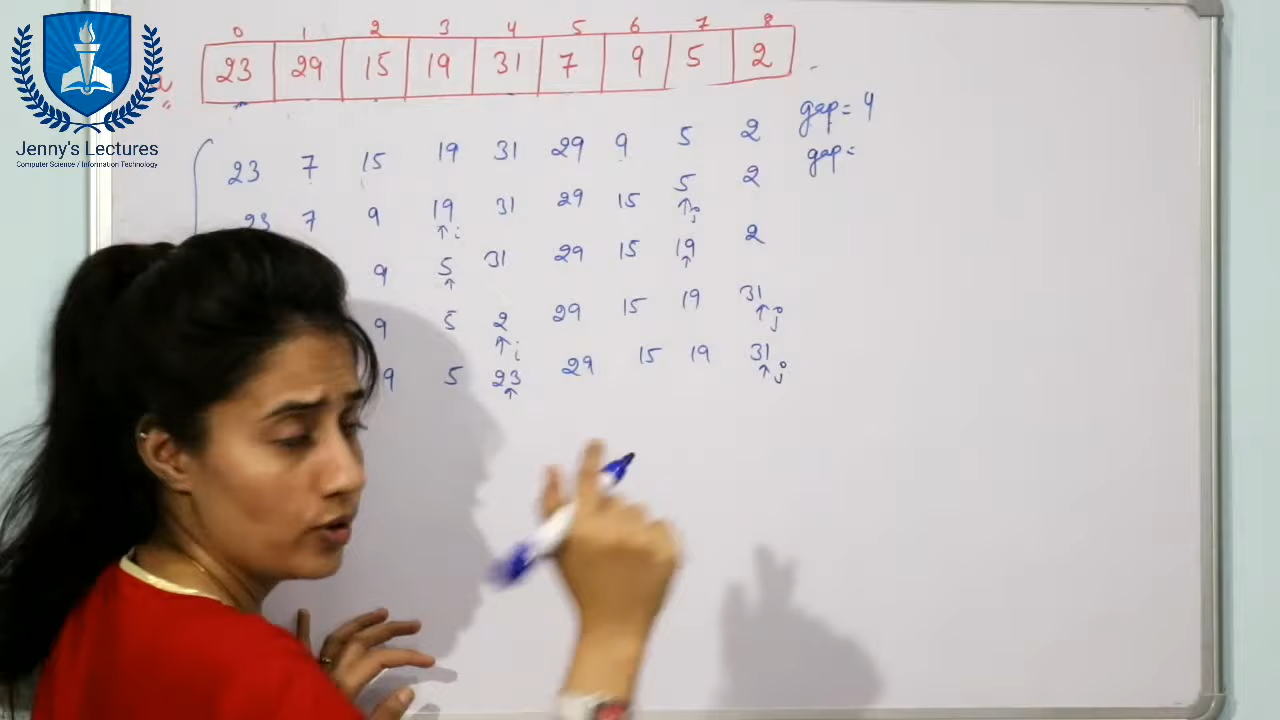 0 1 2 3 4 5 6 7 8
23 29 15 19 31 7 9 5 2
gap = 4
23 7 15 19 31 29 9 5 2
gap =
23 7 9 19 31 29 15 5 2
i j
9 5 31 29 15 19 2
9 5 2 29 15 19 31
i j
9 5 23 29 15 19 31
j
Jenny's Lectures
Computer Science / Information Technology